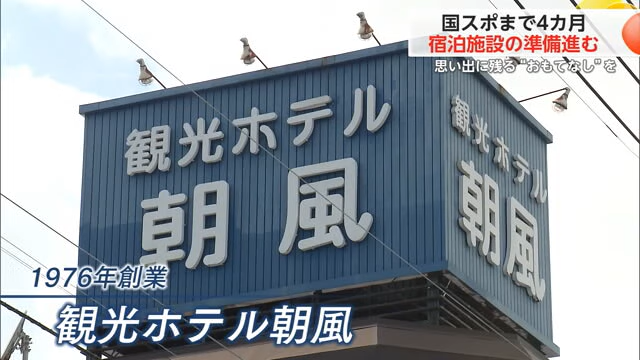 国スポまで4カ月
宿泊施設の準備進む
思い出に残る"おもてなし"を
観光ホテル
朝風
観光ホテル
朝風
1976年創業
観光ホテル朝風